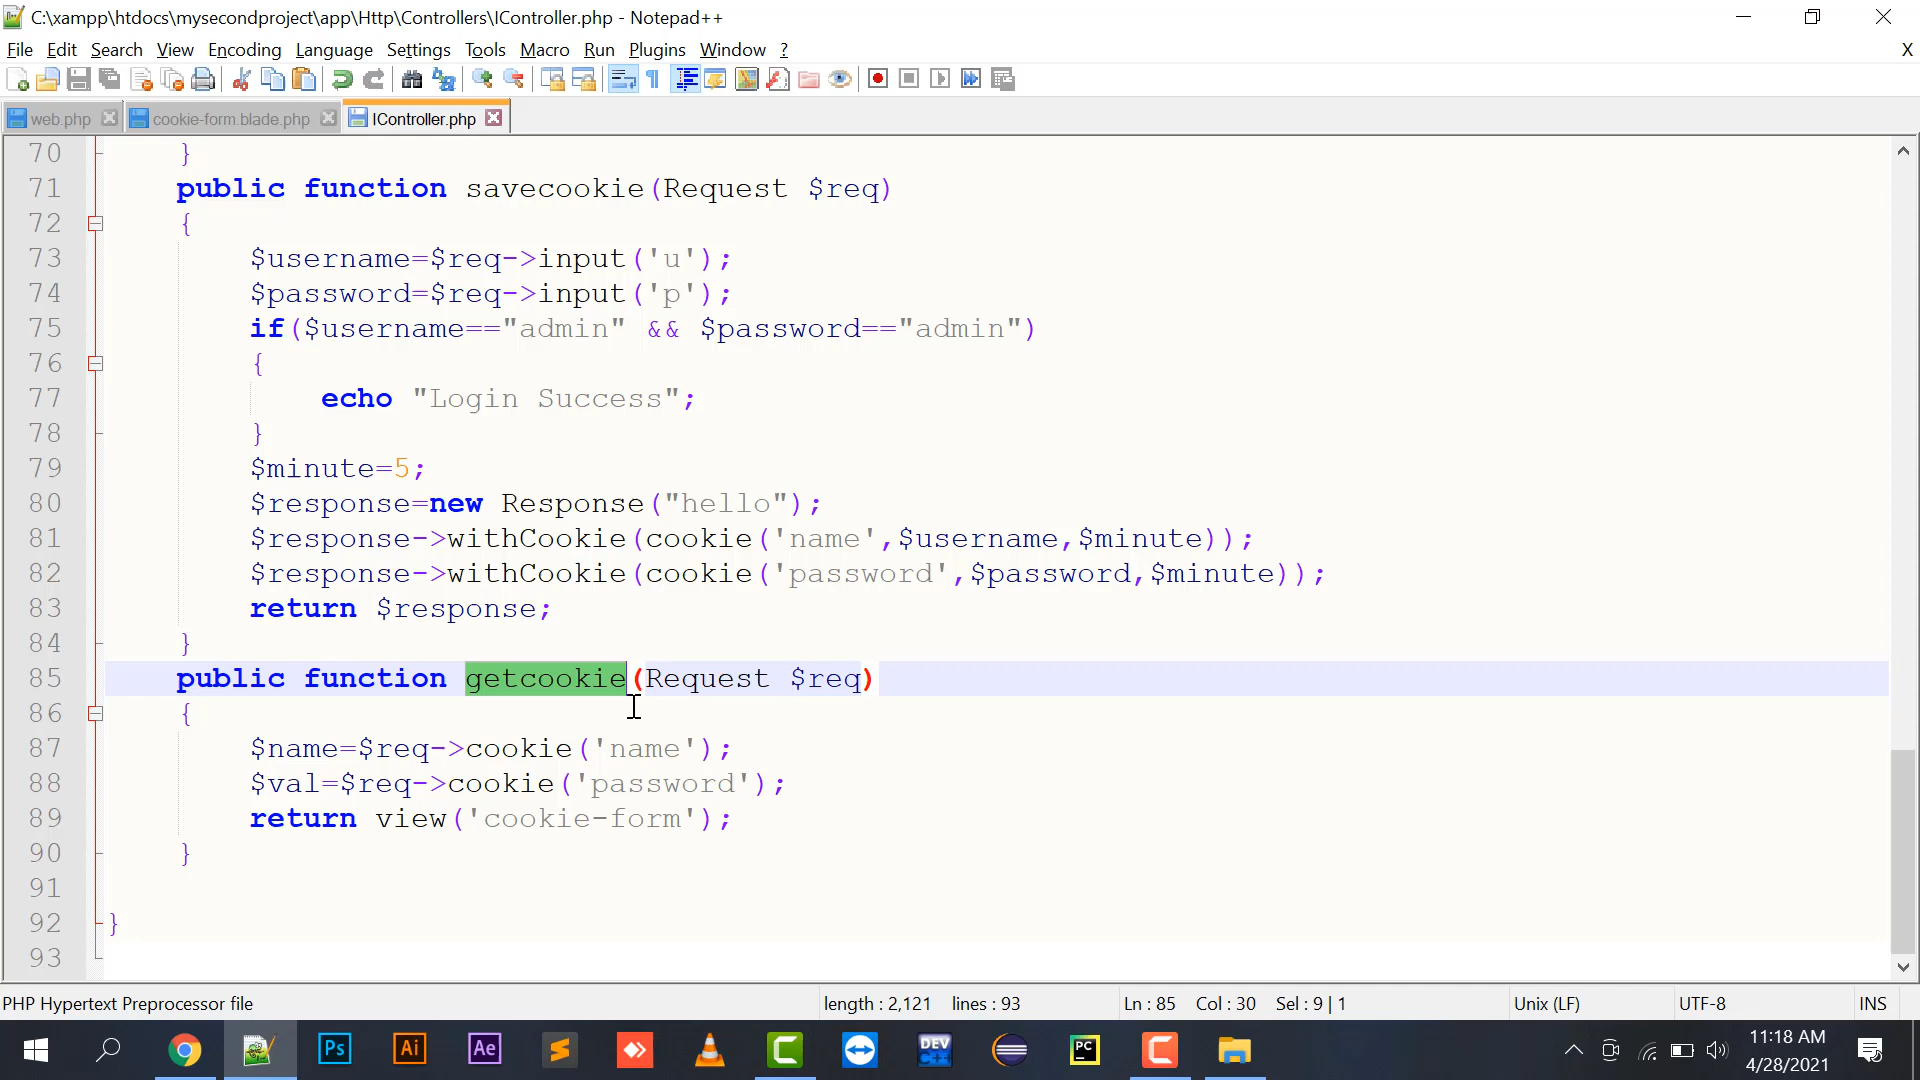 C:\xampp\htdocs\mysecondproject\app\Http\Controllers\IController.php - Notepad++
File Edit Search View Encoding Language Settings Tools Macro Run Plugins Window ? X
web.php cookie-form.blade.php IController.php
70 }
71 public function savecookie(Request $req)
72 {
73 $username=$req->input('u');
74 $password=$req->input('p');
75 if($username=="admin" && $password=="admin")
76 {
77 echo "Login Success";
78 }
79 $minute=5;
80 $response=new Response("hello");
81 $response->withCookie(cookie('name',$username,$minute));
82 $response->withCookie(cookie('password',$password,$minute));
83 return $response;
84 }
85 public function getcookie(Request $req)
86 {
87 $name=$req->cookie('name');
88 $val=$req->cookie('password');
89 return view('cookie-form');
90 }
91
92 }
93
PHP Hypertext Preprocessor file length : 2,121 lines : 93 Ln : 85 Col : 30 Sel : 9 | 1 Unix (LF) UTF-8 INS
Ps Ai Ae DEV C++ PC 11:18 AM
4/28/2021